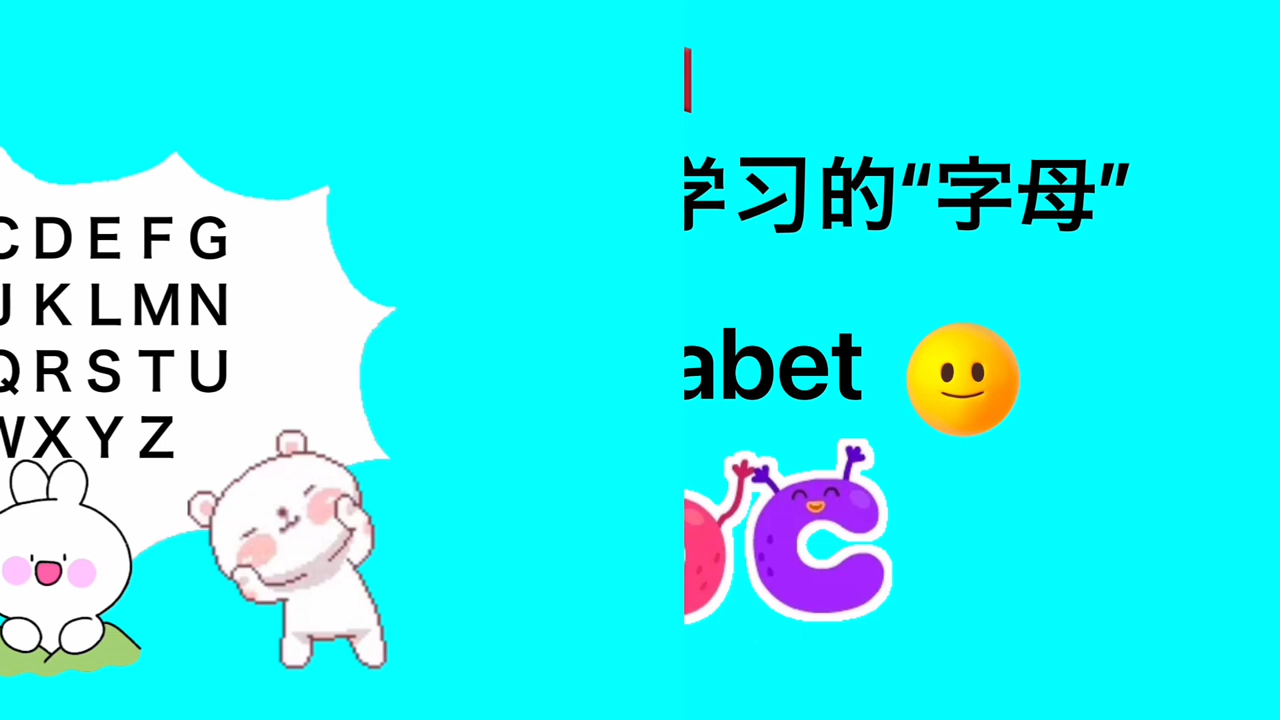 C D E F G
J K L M N
Q R S T U
W X Y Z
学习的“字母”
abet
C